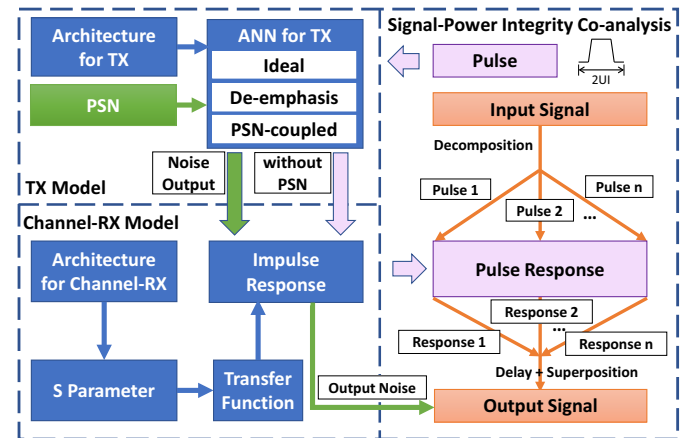 Architecture
for TX
PSN
ANN for TX
Ideal
De-emphasis
PSN-coupled
Noise
Output
without
PSN
TX Model
Channel-RX Model
Architecture
for Channel-RX
Impulse
Response
S Parameter
Transfer
Function
Output Noise
Signal-Power Integrity Co-analysis
Pulse
2UI
Input Signal
Decomposition
Pulse 1
Pulse 2
...
Pulse n
Pulse Response
Response 1
Response 2
...
Response n
Delay + Superposition
Output Signal